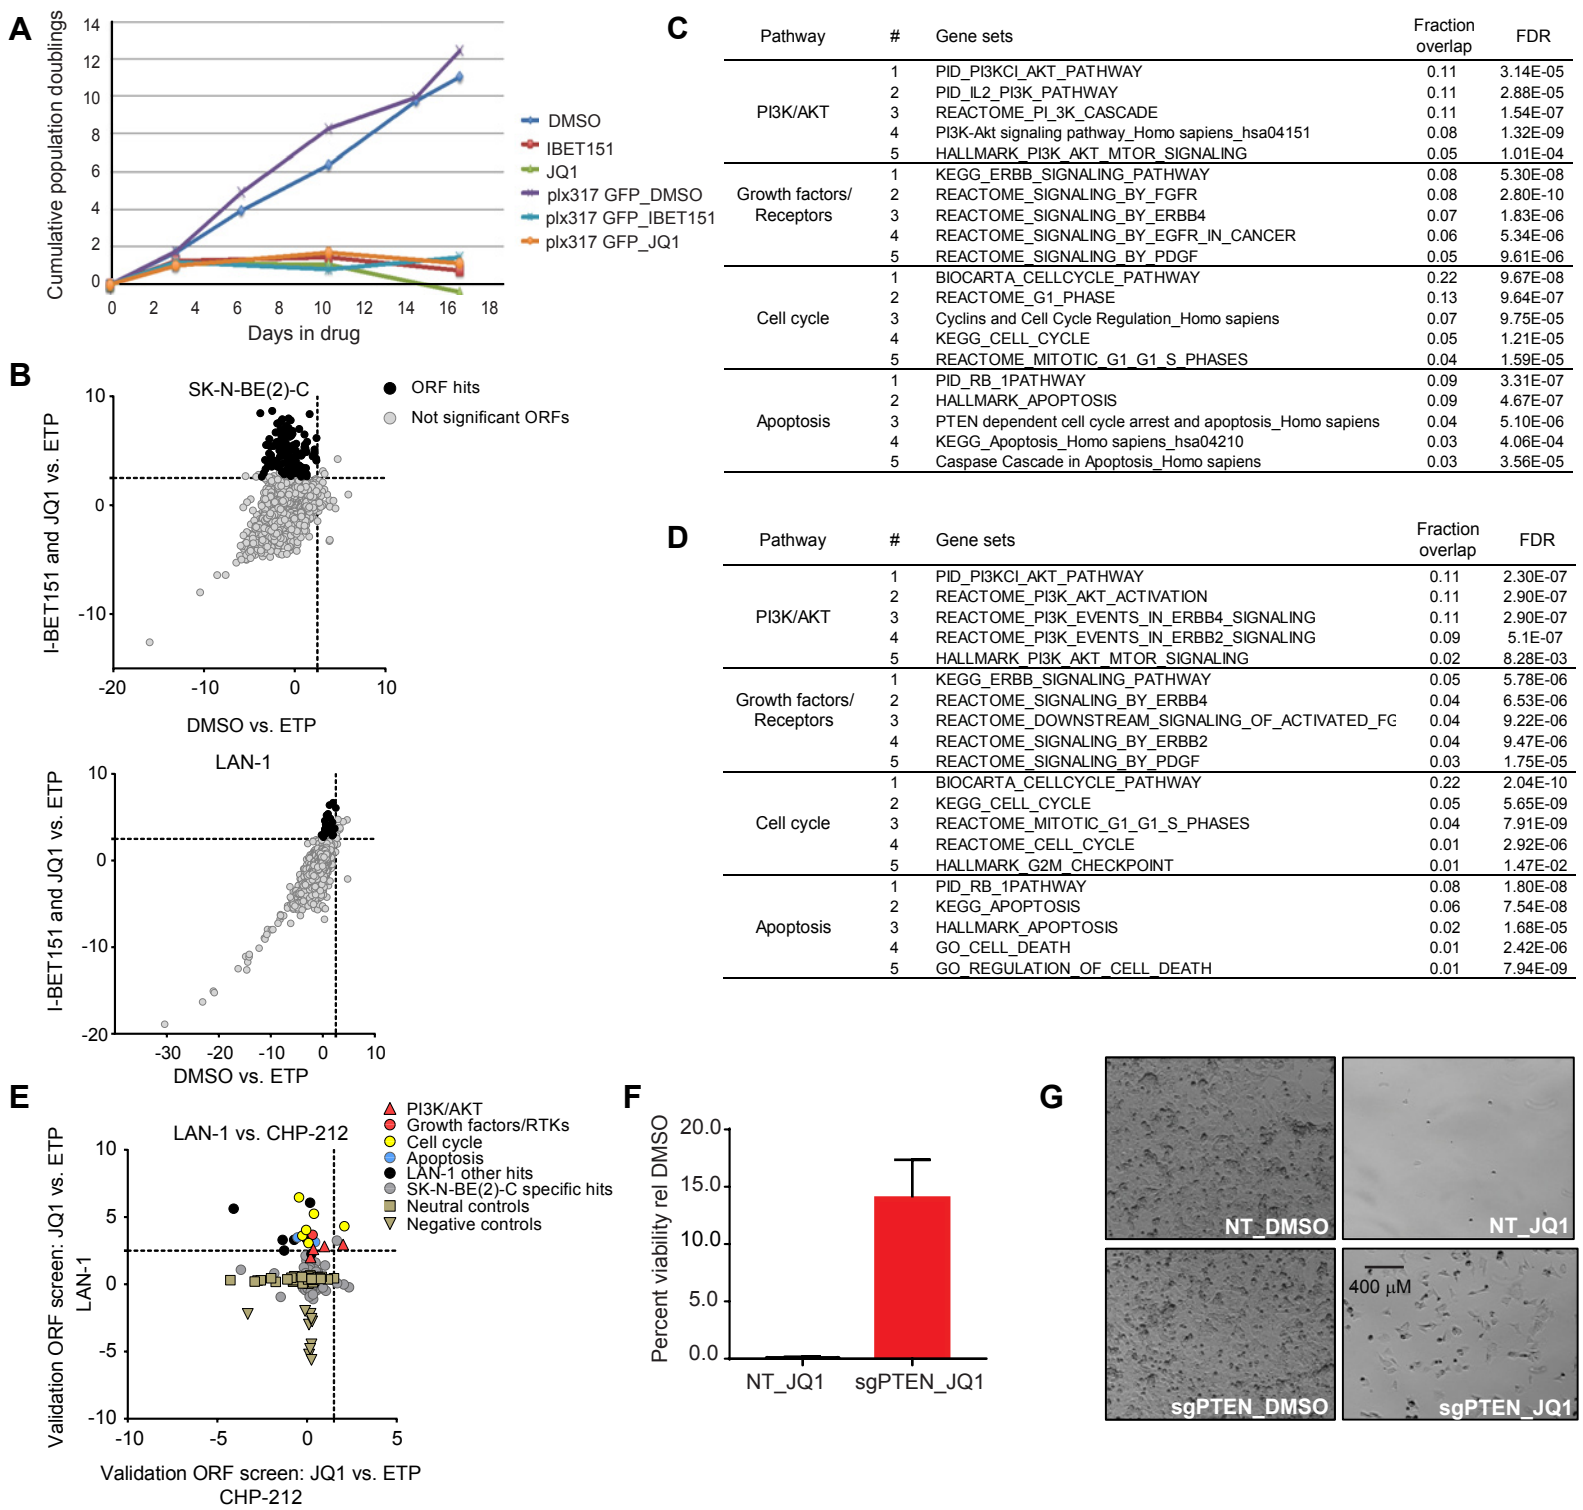 A
Cumulative population doublings
14
12
10
8
6
4
2
0
0 2 4 6 8 10 12 14 16 18
Days in drug
DMSO
IBET151
JQ1
plx317 GFP_DMSO
plx317 GFP_IBET151
plx317 GFP_JQ1
B
SK-N-BE(2)-C
ORF hits
Not significant ORFs
I-BET151 and JQ1 vs. ETP
10
0
-10
-20 -10 0 10
DMSO vs. ETP
LAN-1
I-BET151 and JQ1 vs. ETP
10
0
-10
-20
-30 -20 -10 0 10
DMSO vs. ETP
C
Pathway # Gene sets Fraction overlap FDR
PI3K/AKT
1 PID_PI3KCI_AKT_PATHWAY 0.11 3.14E-05
2 PID_IL2_PI3K_PATHWAY 0.11 2.88E-05
3 REACTOME_PI_3K_CASCADE 0.11 1.54E-07
4 PI3K-Akt signaling pathway_Homo sapiens_hsa04151 0.08 1.32E-09
5 HALLMARK_PI3K_AKT_MTOR_SIGNALING 0.05 1.01E-04
Growth factors/
Receptors
1 KEGG_ERBB_SIGNALING_PATHWAY 0.08 5.30E-08
2 REACTOME_SIGNALING_BY_FGFR 0.08 2.80E-10
3 REACTOME_SIGNALING_BY_ERBB4 0.07 1.83E-06
4 REACTOME_SIGNALING_BY_EGFR_IN_CANCER 0.06 5.34E-06
5 REACTOME_SIGNALING_BY_PDGF 0.05 9.61E-06
Cell cycle
1 BIOCARTA_CELLCYCLE_PATHWAY 0.22 9.67E-08
2 REACTOME_G1_PHASE 0.13 9.64E-07
3 Cyclins and Cell Cycle Regulation_Homo sapiens 0.07 9.75E-05
4 KEGG_CELL_CYCLE 0.05 1.21E-05
5 REACTOME_MITOTIC_G1_G1_S_PHASES 0.04 1.59E-05
Apoptosis
1 PID_RB_1PATHWAY 0.09 3.31E-07
2 HALLMARK_APOPTOSIS 0.09 4.67E-07
3 PTEN dependent cell cycle arrest and apoptosis_Homo sapiens 0.04 5.10E-06
4 KEGG_Apoptosis_Homo sapiens_hsa04210 0.03 4.06E-04
5 Caspase Cascade in Apoptosis_Homo sapiens 0.03 3.56E-05
D
Pathway # Gene sets Fraction overlap FDR
PI3K/AKT
1 PID_PI3KCI_AKT_PATHWAY 0.11 2.30E-07
2 REACTOME_PI3K_AKT_ACTIVATION 0.11 2.90E-07
3 REACTOME_PI3K_EVENTS_IN_ERBB4_SIGNALING 0.11 2.90E-07
4 REACTOME_PI3K_EVENTS_IN_ERBB2_SIGNALING 0.09 5.1E-07
5 HALLMARK_PI3K_AKT_MTOR_SIGNALING 0.02 8.28E-03
Growth factors/
Receptors
1 KEGG_ERBB_SIGNALING_PATHWAY 0.05 5.78E-06
2 REACTOME_SIGNALING_BY_ERBB4 0.04 6.53E-06
3 REACTOME_DOWNSTREAM_SIGNALING_OF_ACTIVATED_FG 0.04 9.22E-06
4 REACTOME_SIGNALING_BY_ERBB2 0.04 9.47E-06
5 REACTOME_SIGNALING_BY_PDGF 0.03 1.75E-05
Cell cycle
1 BIOCARTA_CELLCYCLE_PATHWAY 0.22 2.04E-10
2 KEGG_CELL_CYCLE 0.05 5.65E-09
3 REACTOME_MITOTIC_G1_G1_S_PHASES 0.04 7.91E-09
4 REACTOME_CELL_CYCLE 0.01 2.92E-06
5 HALLMARK_G2M_CHECKPOINT 0.01 1.47E-02
Apoptosis
1 PID_RB_1PATHWAY 0.08 1.80E-08
2 KEGG_APOPTOSIS 0.06 7.54E-08
3 HALLMARK_APOPTOSIS 0.02 1.68E-05
4 GO_CELL_DEATH 0.01 2.42E-06
5 GO_REGULATION_OF_CELL_DEATH 0.01 7.94E-09
E
LAN-1 vs. CHP-212
PI3K/AKT
Growth factors/RTKs
Cell cycle
Apoptosis
LAN-1 other hits
SK-N-BE(2)-C specific hits
Neutral controls
Negative controls
Validation ORF screen: JQ1 vs. ETP
LAN-1
10
5
0
-5
-10
-10 -5 0 5
Validation ORF screen: JQ1 vs. ETP
CHP-212
F
Percent viability rel DMSO
20.0
15.0
10.0
5.0
0.0
NT_JQ1 sgPTEN_JQ1
G
NT_DMSO
NT_JQ1
sgPTEN_DMSO
400 µM
sgPTEN_JQ1